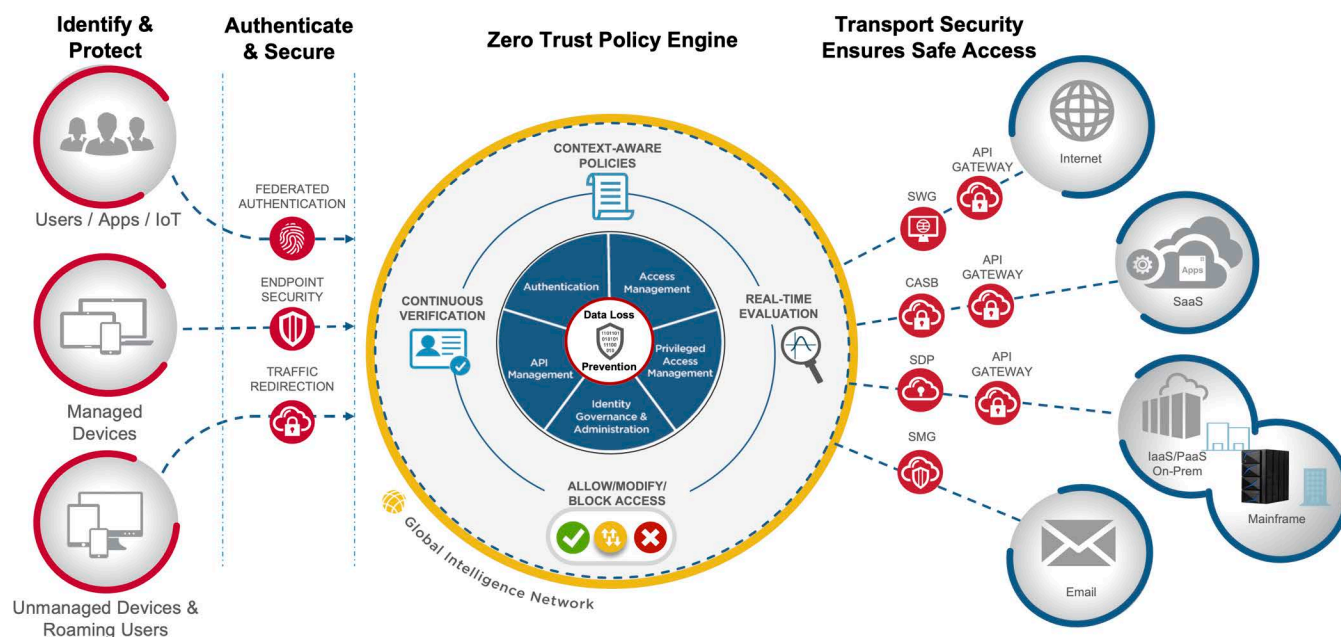 Identify &
Protect
Authenticate
& Secure
Zero Trust Policy Engine
Transport Security
Ensures Safe Access
Users / Apps / IoT
Managed
Devices
Unmanaged Devices &
Roaming Users
FEDERATED
AUTHENTICATION
ENDPOINT
SECURITY
TRAFFIC
REDIRECTION
CONTEXT-AWARE
POLICIES
CONTINUOUS
VERIFICATION
REAL-TIME
EVALUATION
Authentication
Access
Management
API
Management
Privileged
Access
Management
Identity
Governance &
Administration
Data Loss
1101101
010101
11100
010
Prevention
ALLOW/MODIFY/
BLOCK ACCESS
Global Intelligence Network
SWG
API
GATEWAY
Internet
CASB
API
GATEWAY
Apps
SaaS
SDP
API
GATEWAY
IaaS/PaaS
On-Prem
Mainframe
SMG
Email